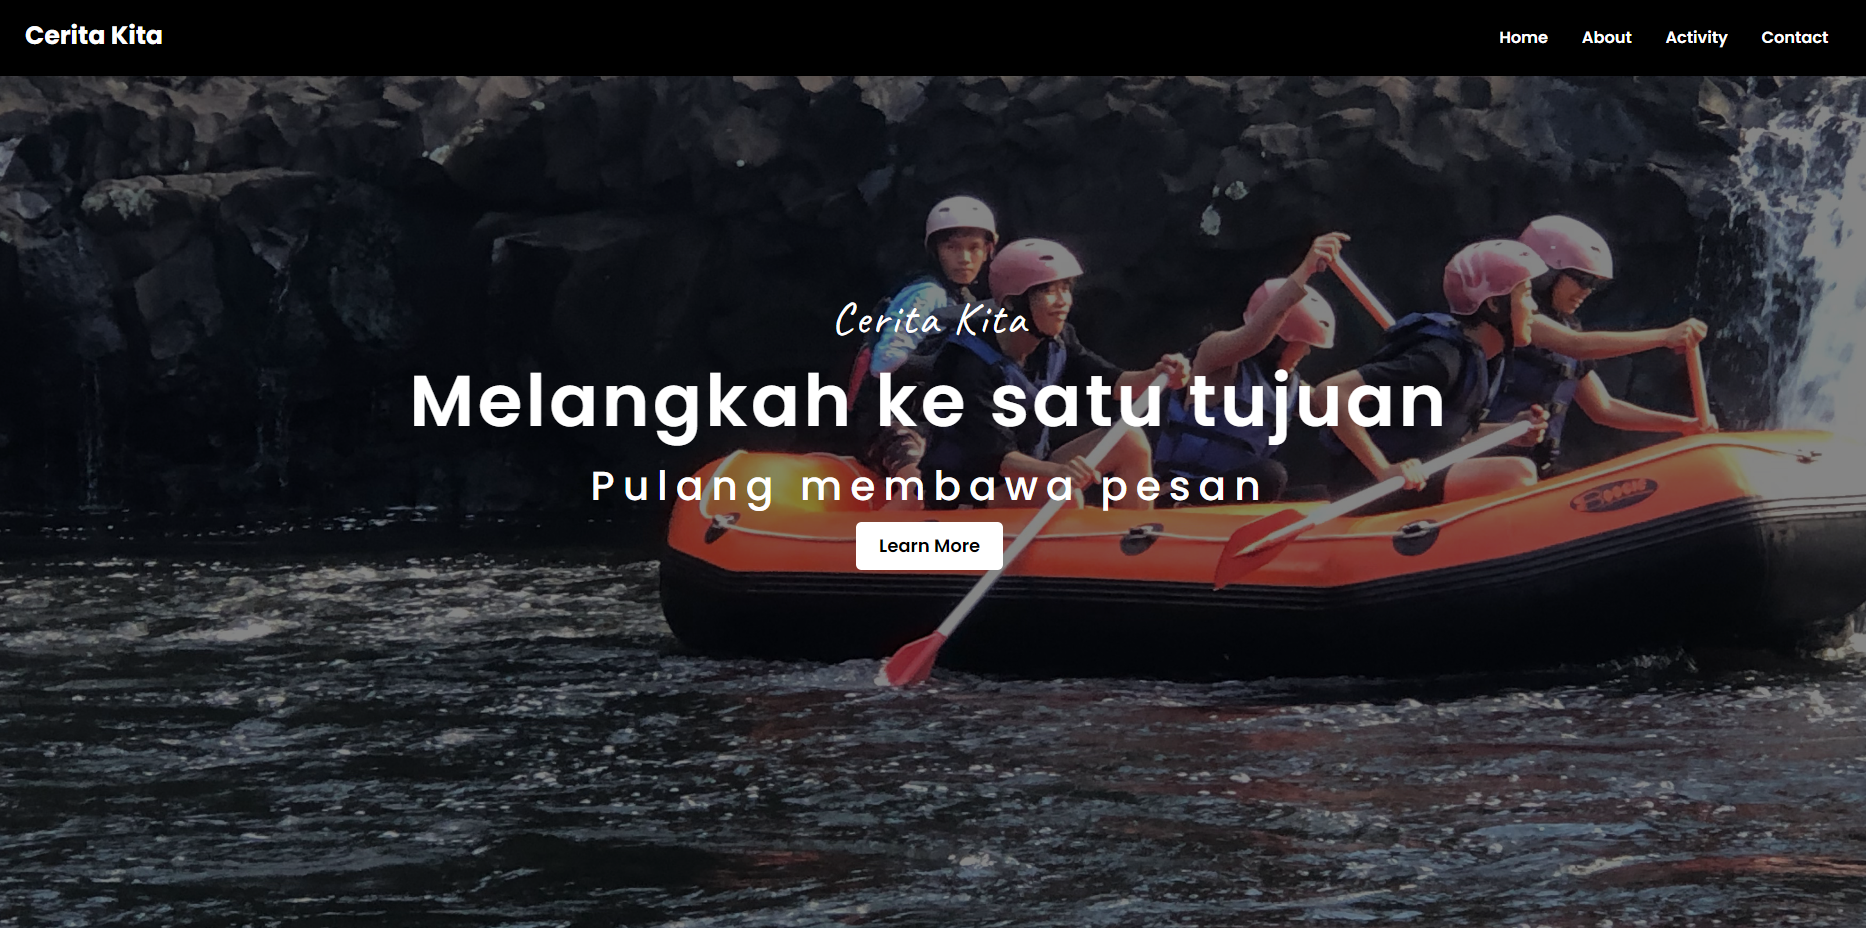 Cerita Kita
Home About Activity Contact
Cerita Kita
Melangkah ke satu tujuan
Pulang membawa pesan
Learn More